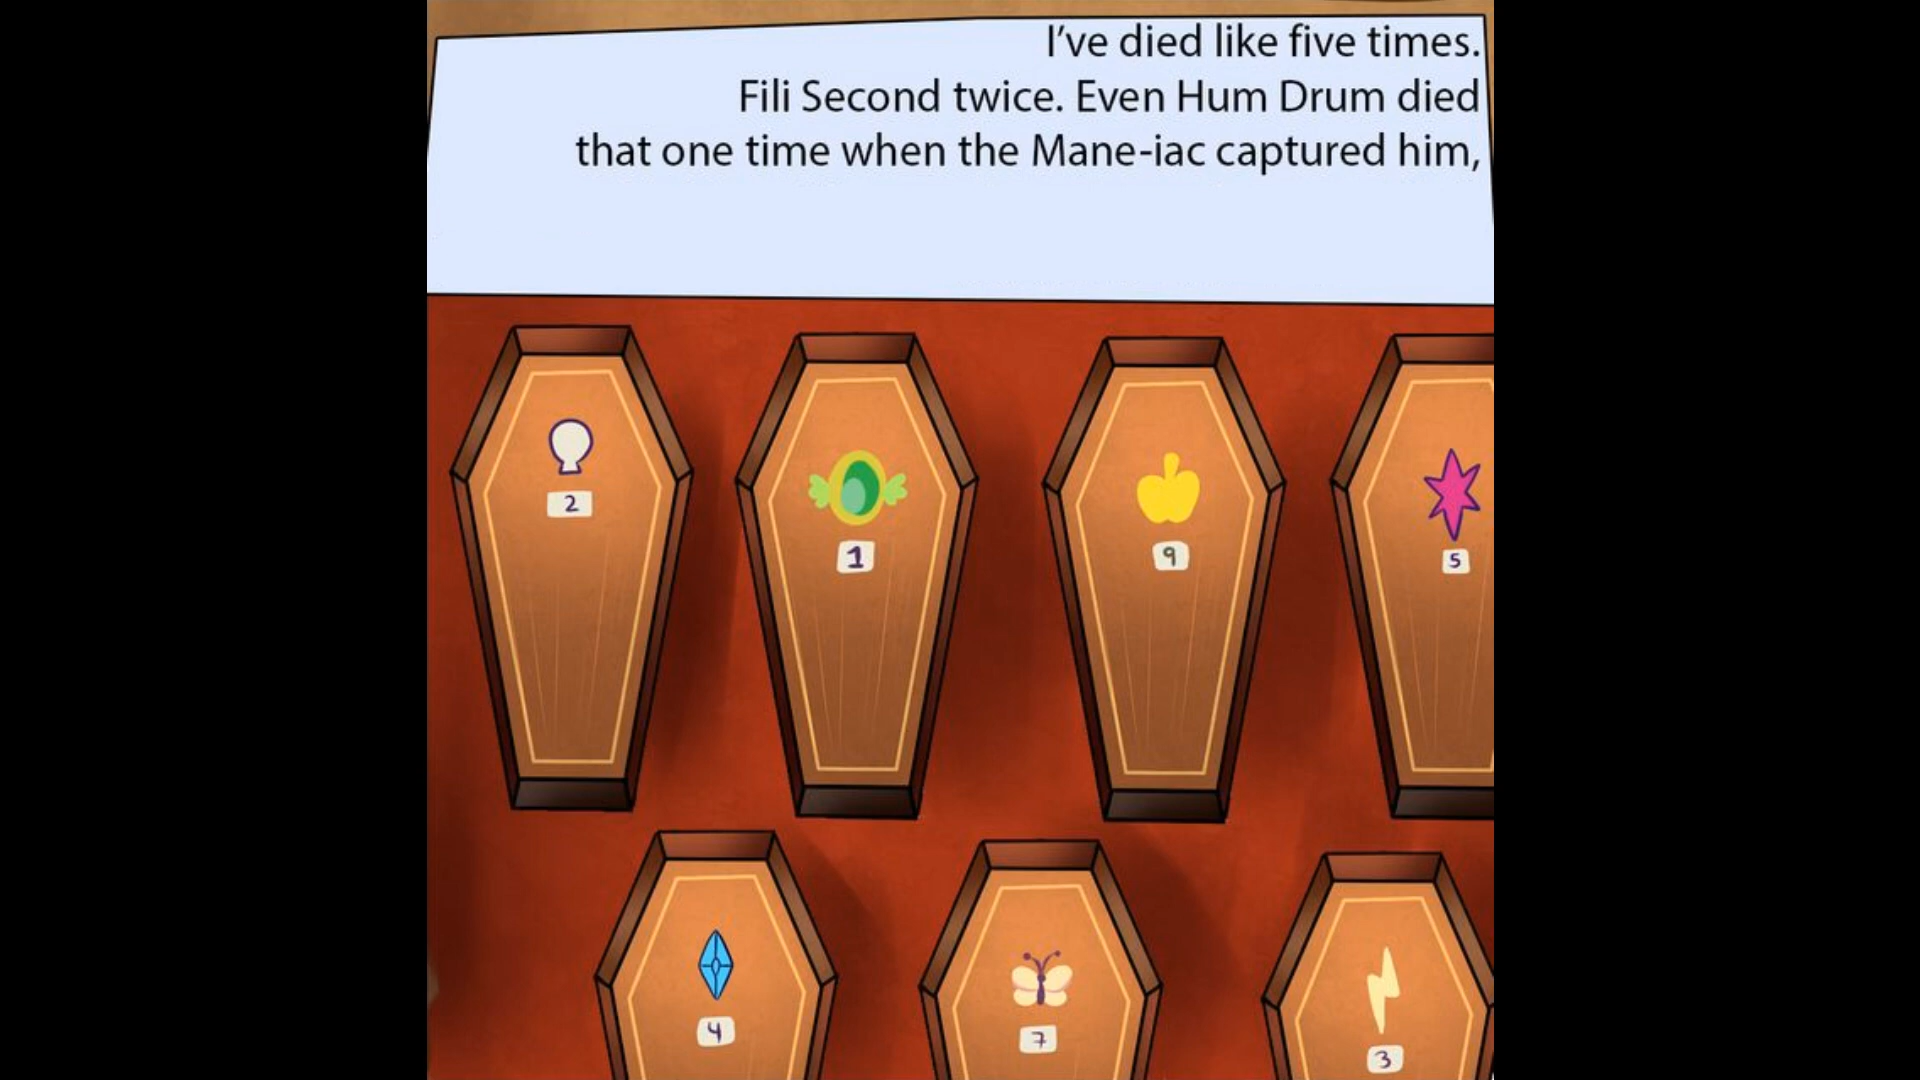 I've died like five times.
Fili Second twice. Even Hum Drum died
that one time when the Mane-iac captured him,
2
1
9
5
4
7
3